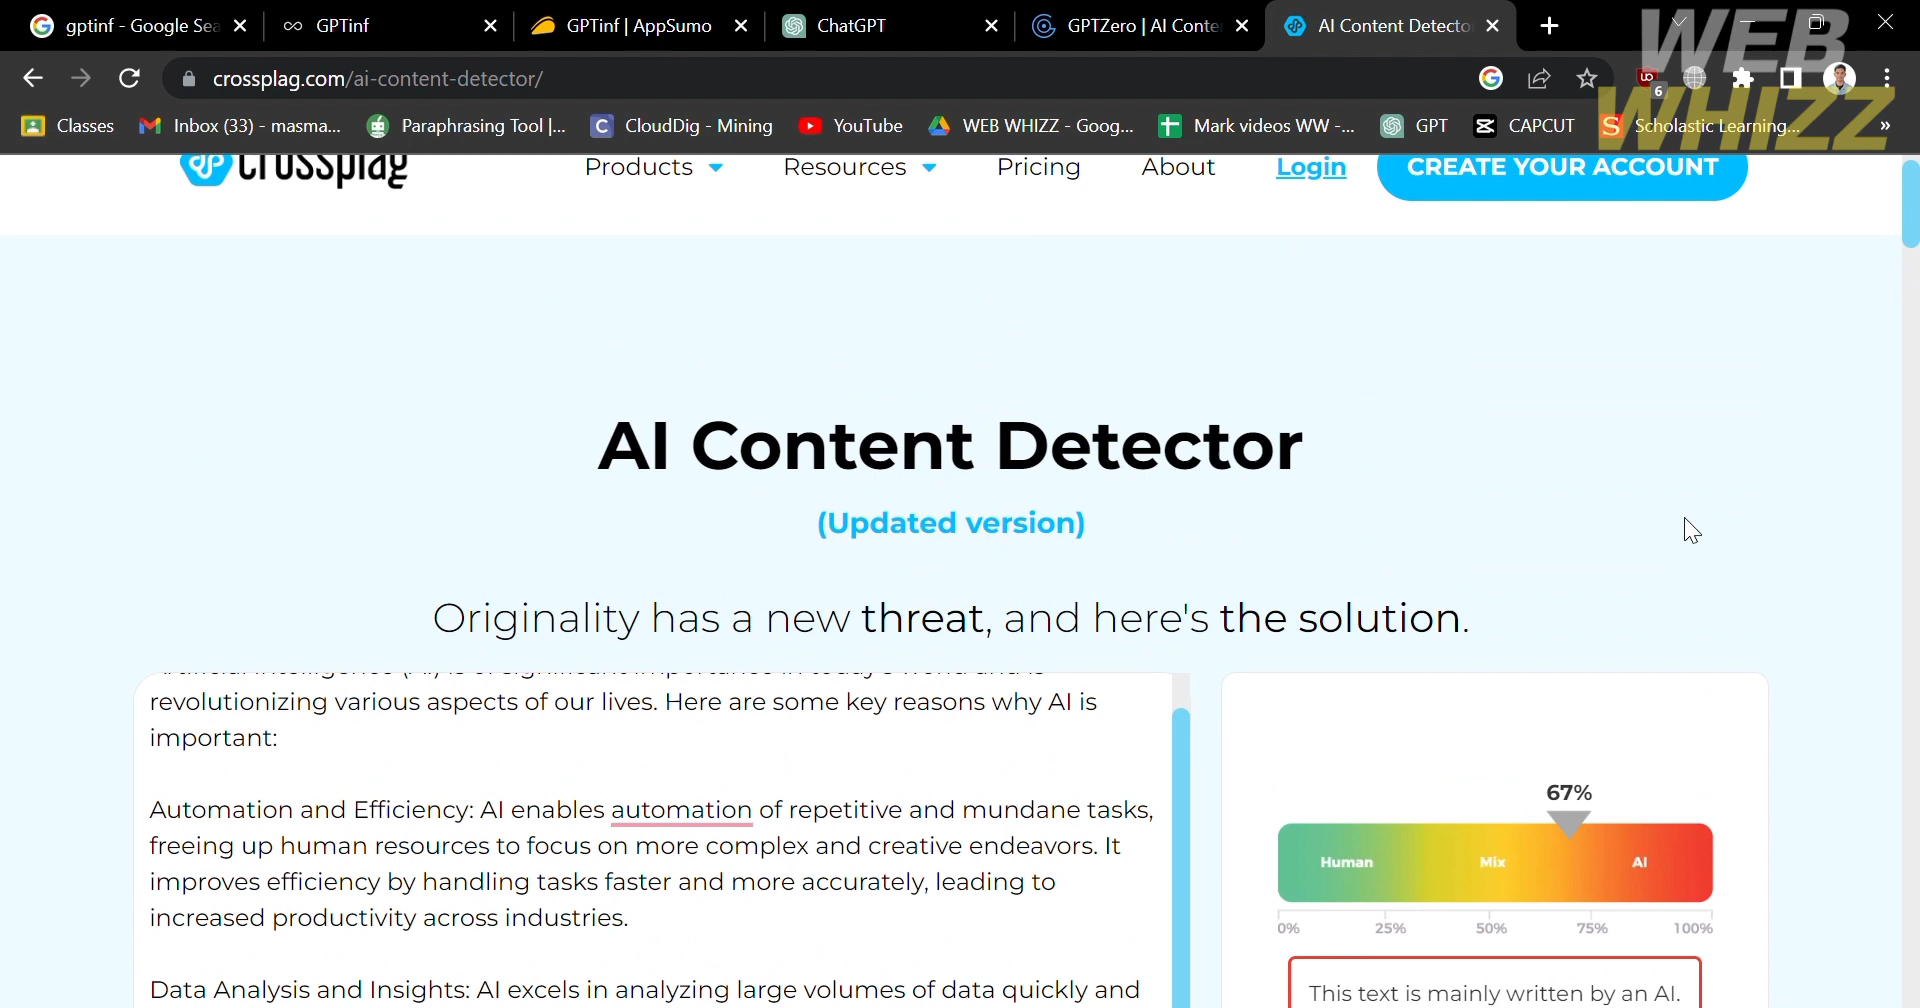 gptinf - Google Sea
GPTinf
GPTinf | AppSumo
ChatGPT
GPTZero | AI Conte
AI Content Detecto
WEB
WHIZZ
crossplag.com/ai-content-detector/
6
Classes
Inbox (33) - masma...
Paraphrasing Tool |...
CloudDig - Mining
YouTube
WEB WHIZZ - Goog...
Mark videos WW -...
GPT
CAPCUT
Scholastic Learning...
»
crossplag
Products
Resources
Pricing
About
Login
CREATE YOUR ACCOUNT
AI Content Detector
(Updated version)
Originality has a new threat, and here's the solution.
revolutionizing various aspects of our lives. Here are some key reasons why AI is
important:
Automation and Efficiency: AI enables automation of repetitive and mundane tasks,
freeing up human resources to focus on more complex and creative endeavors. It
improves efficiency by handling tasks faster and more accurately, leading to
increased productivity across industries.
Data Analysis and Insights: AI excels in analyzing large volumes of data quickly and
67%
Human
Mix
AI
0%
25%
50%
75%
100%
This text is mainly written by an AI.